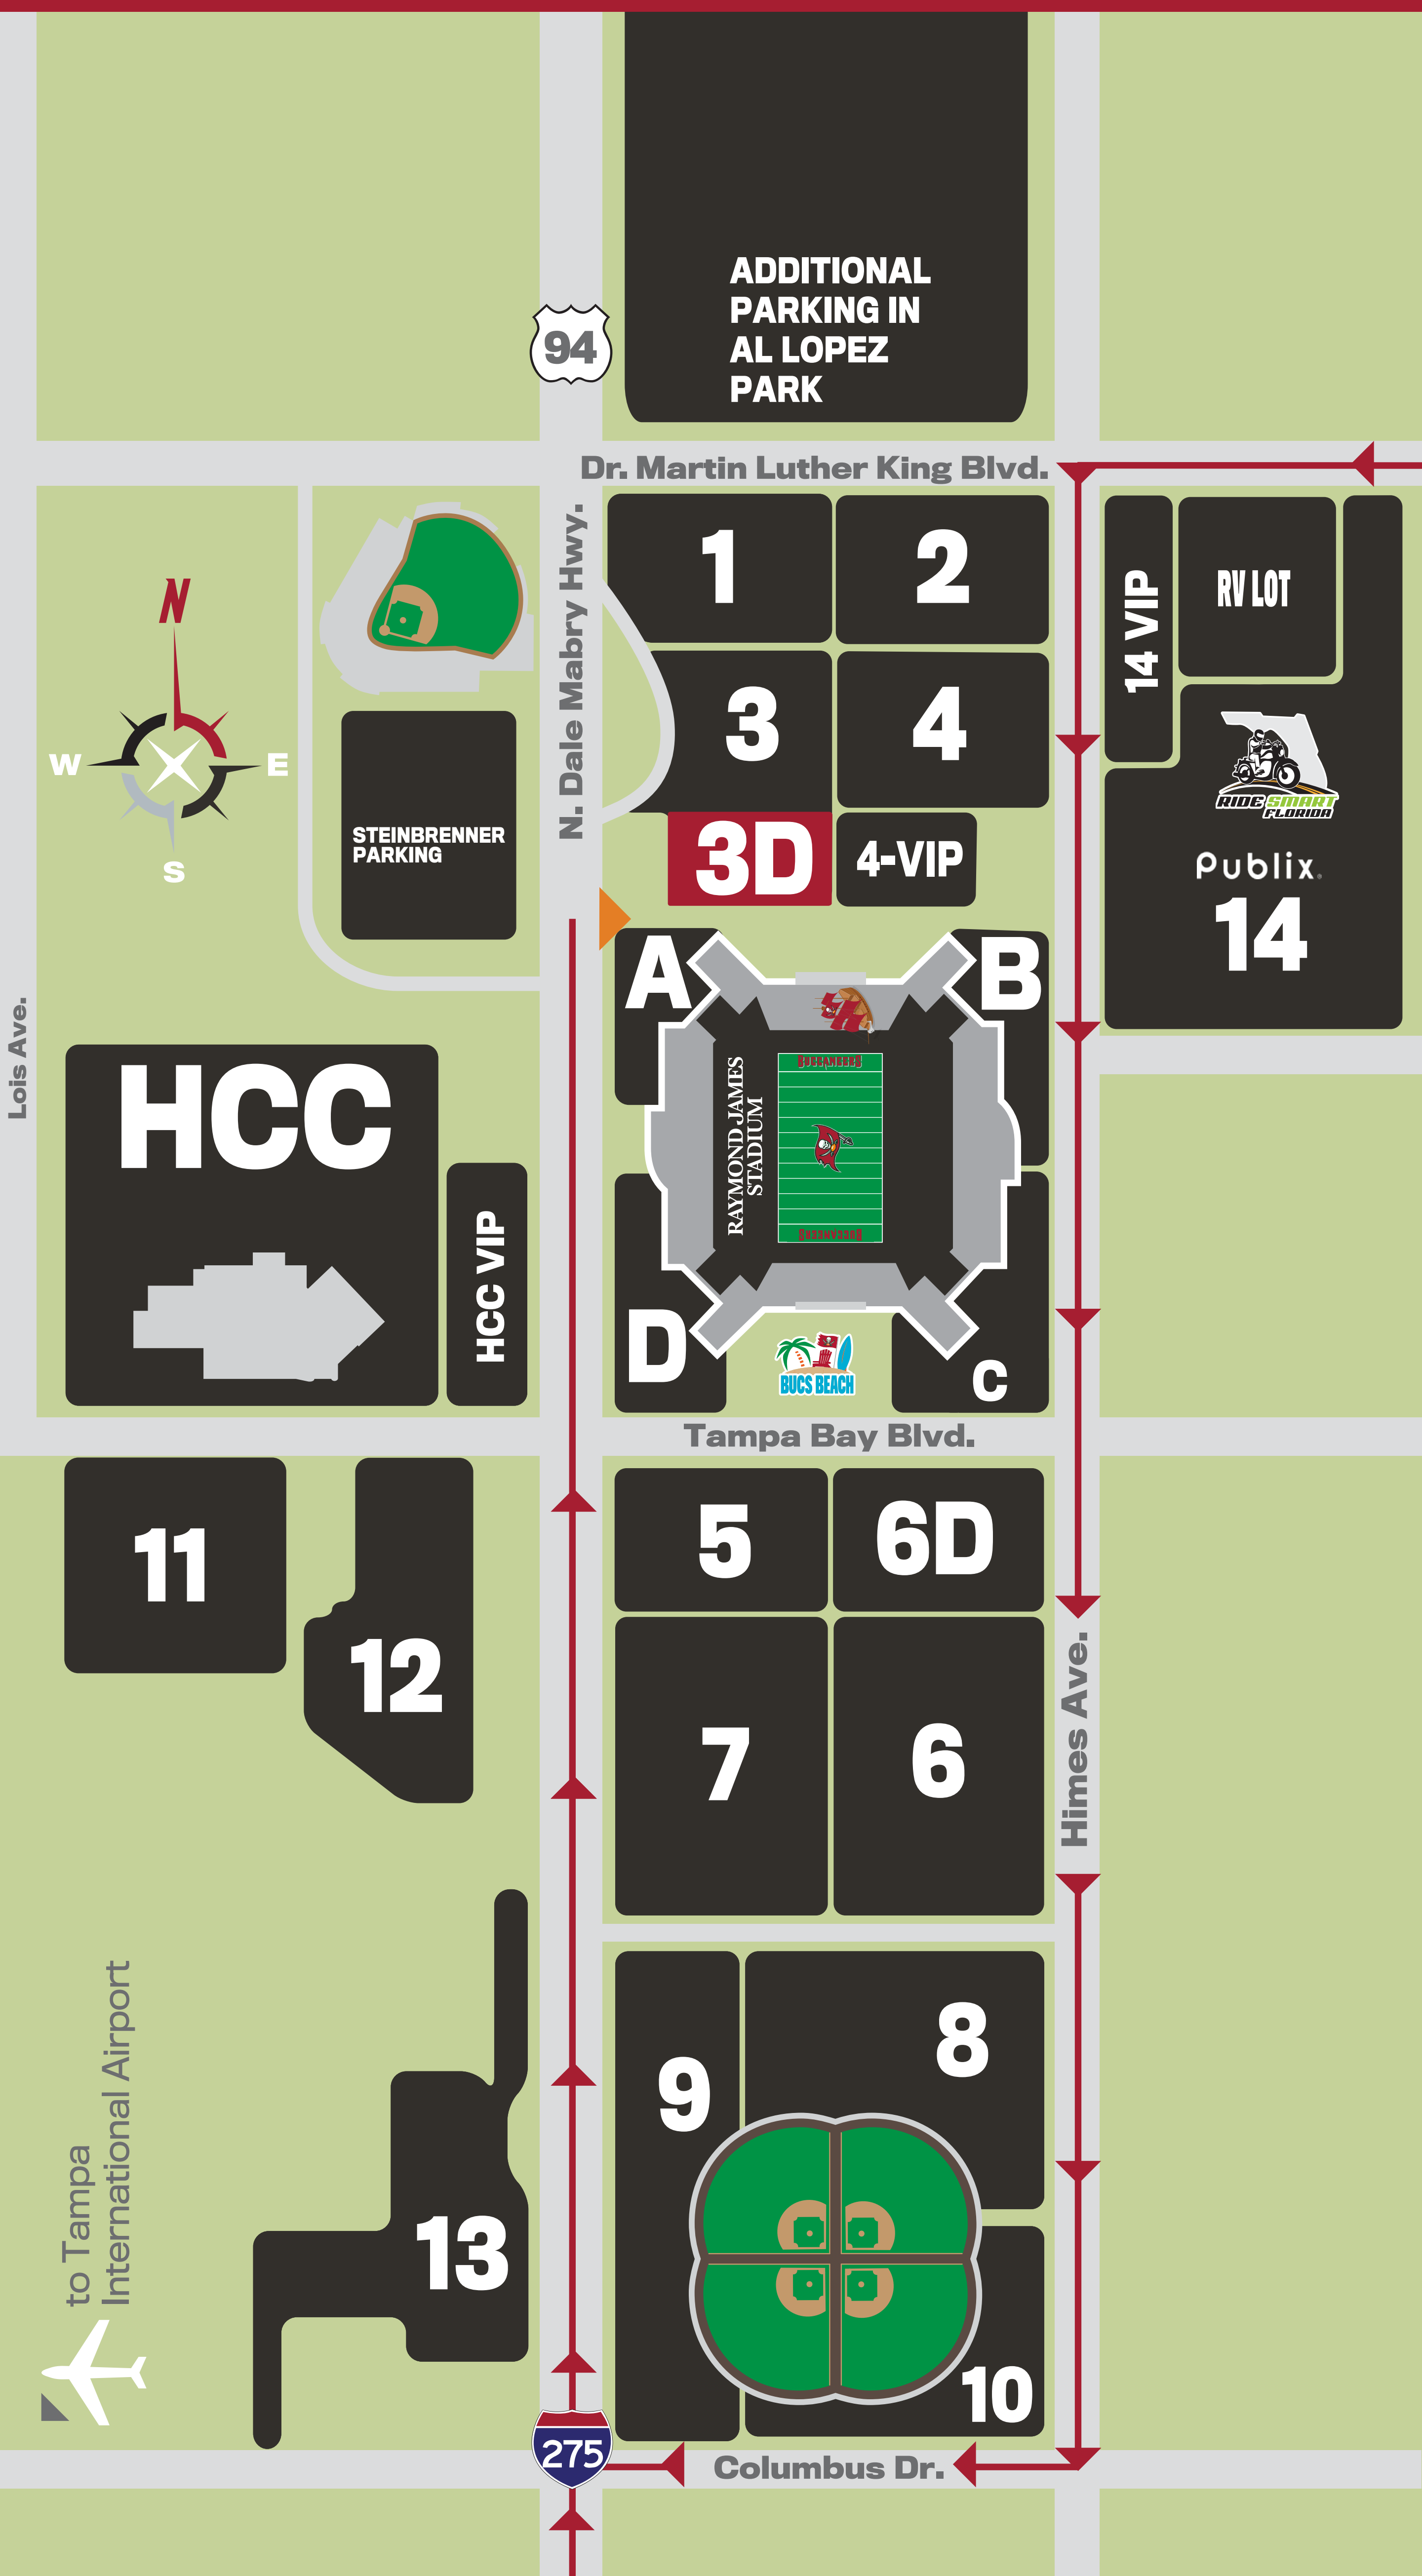 ADDITIONAL
PARKING IN
AL LOPEZ
PARK
94
Dr. Martin Luther King Blvd.
N. Dale Mabry Hwy.
1
2
14 VIP
RV LOT
N
W
E
S
3
4
RIDE SMART
FLORIDA
STEINBRENNER
PARKING
3D
4-VIP
Publix
14
A
B
Lois Ave.
HCC
BUCCANEERS
RAYMOND JAMES
STADIUM
BUCCANEERS
HCC VIP
D
BUCS BEACH
C
Tampa Bay Blvd.
5
6D
11
12
7
6
Himes Ave.
to Tampa
International Airport
8
9
13
10
275
Columbus Dr.